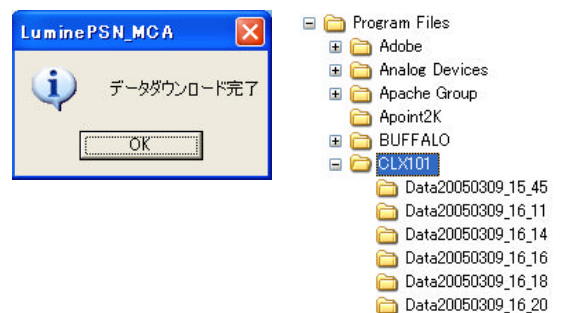 LuminePSN_MCA
データダウンロード完了
OK
Program Files
Adobe
Analog Devices
Apache Group
Apoint2K
BUFFALO
CLX101
Data20050309_15_45
Data20050309_16_11
Data20050309_16_14
Data20050309_16_16
Data20050309_16_18
Data20050309_16_20